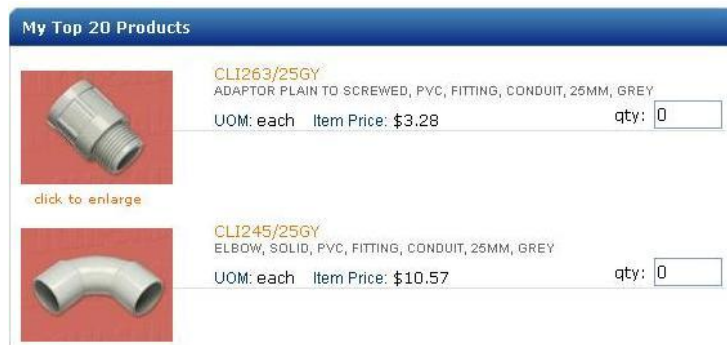 My Top 20 Products
CLI263/25GY
ADAPTOR PLAIN TO SCREWED, PVC, FITTING, CONDUIT, 25MM, GREY
UOM: each Item Price: $3.28 qty: 0
click to enlarge
CLI245/25GY
ELBOW, SOLID, PVC, FITTING, CONDUIT, 25MM, GREY
UOM: each Item Price: $10.57 qty: 0